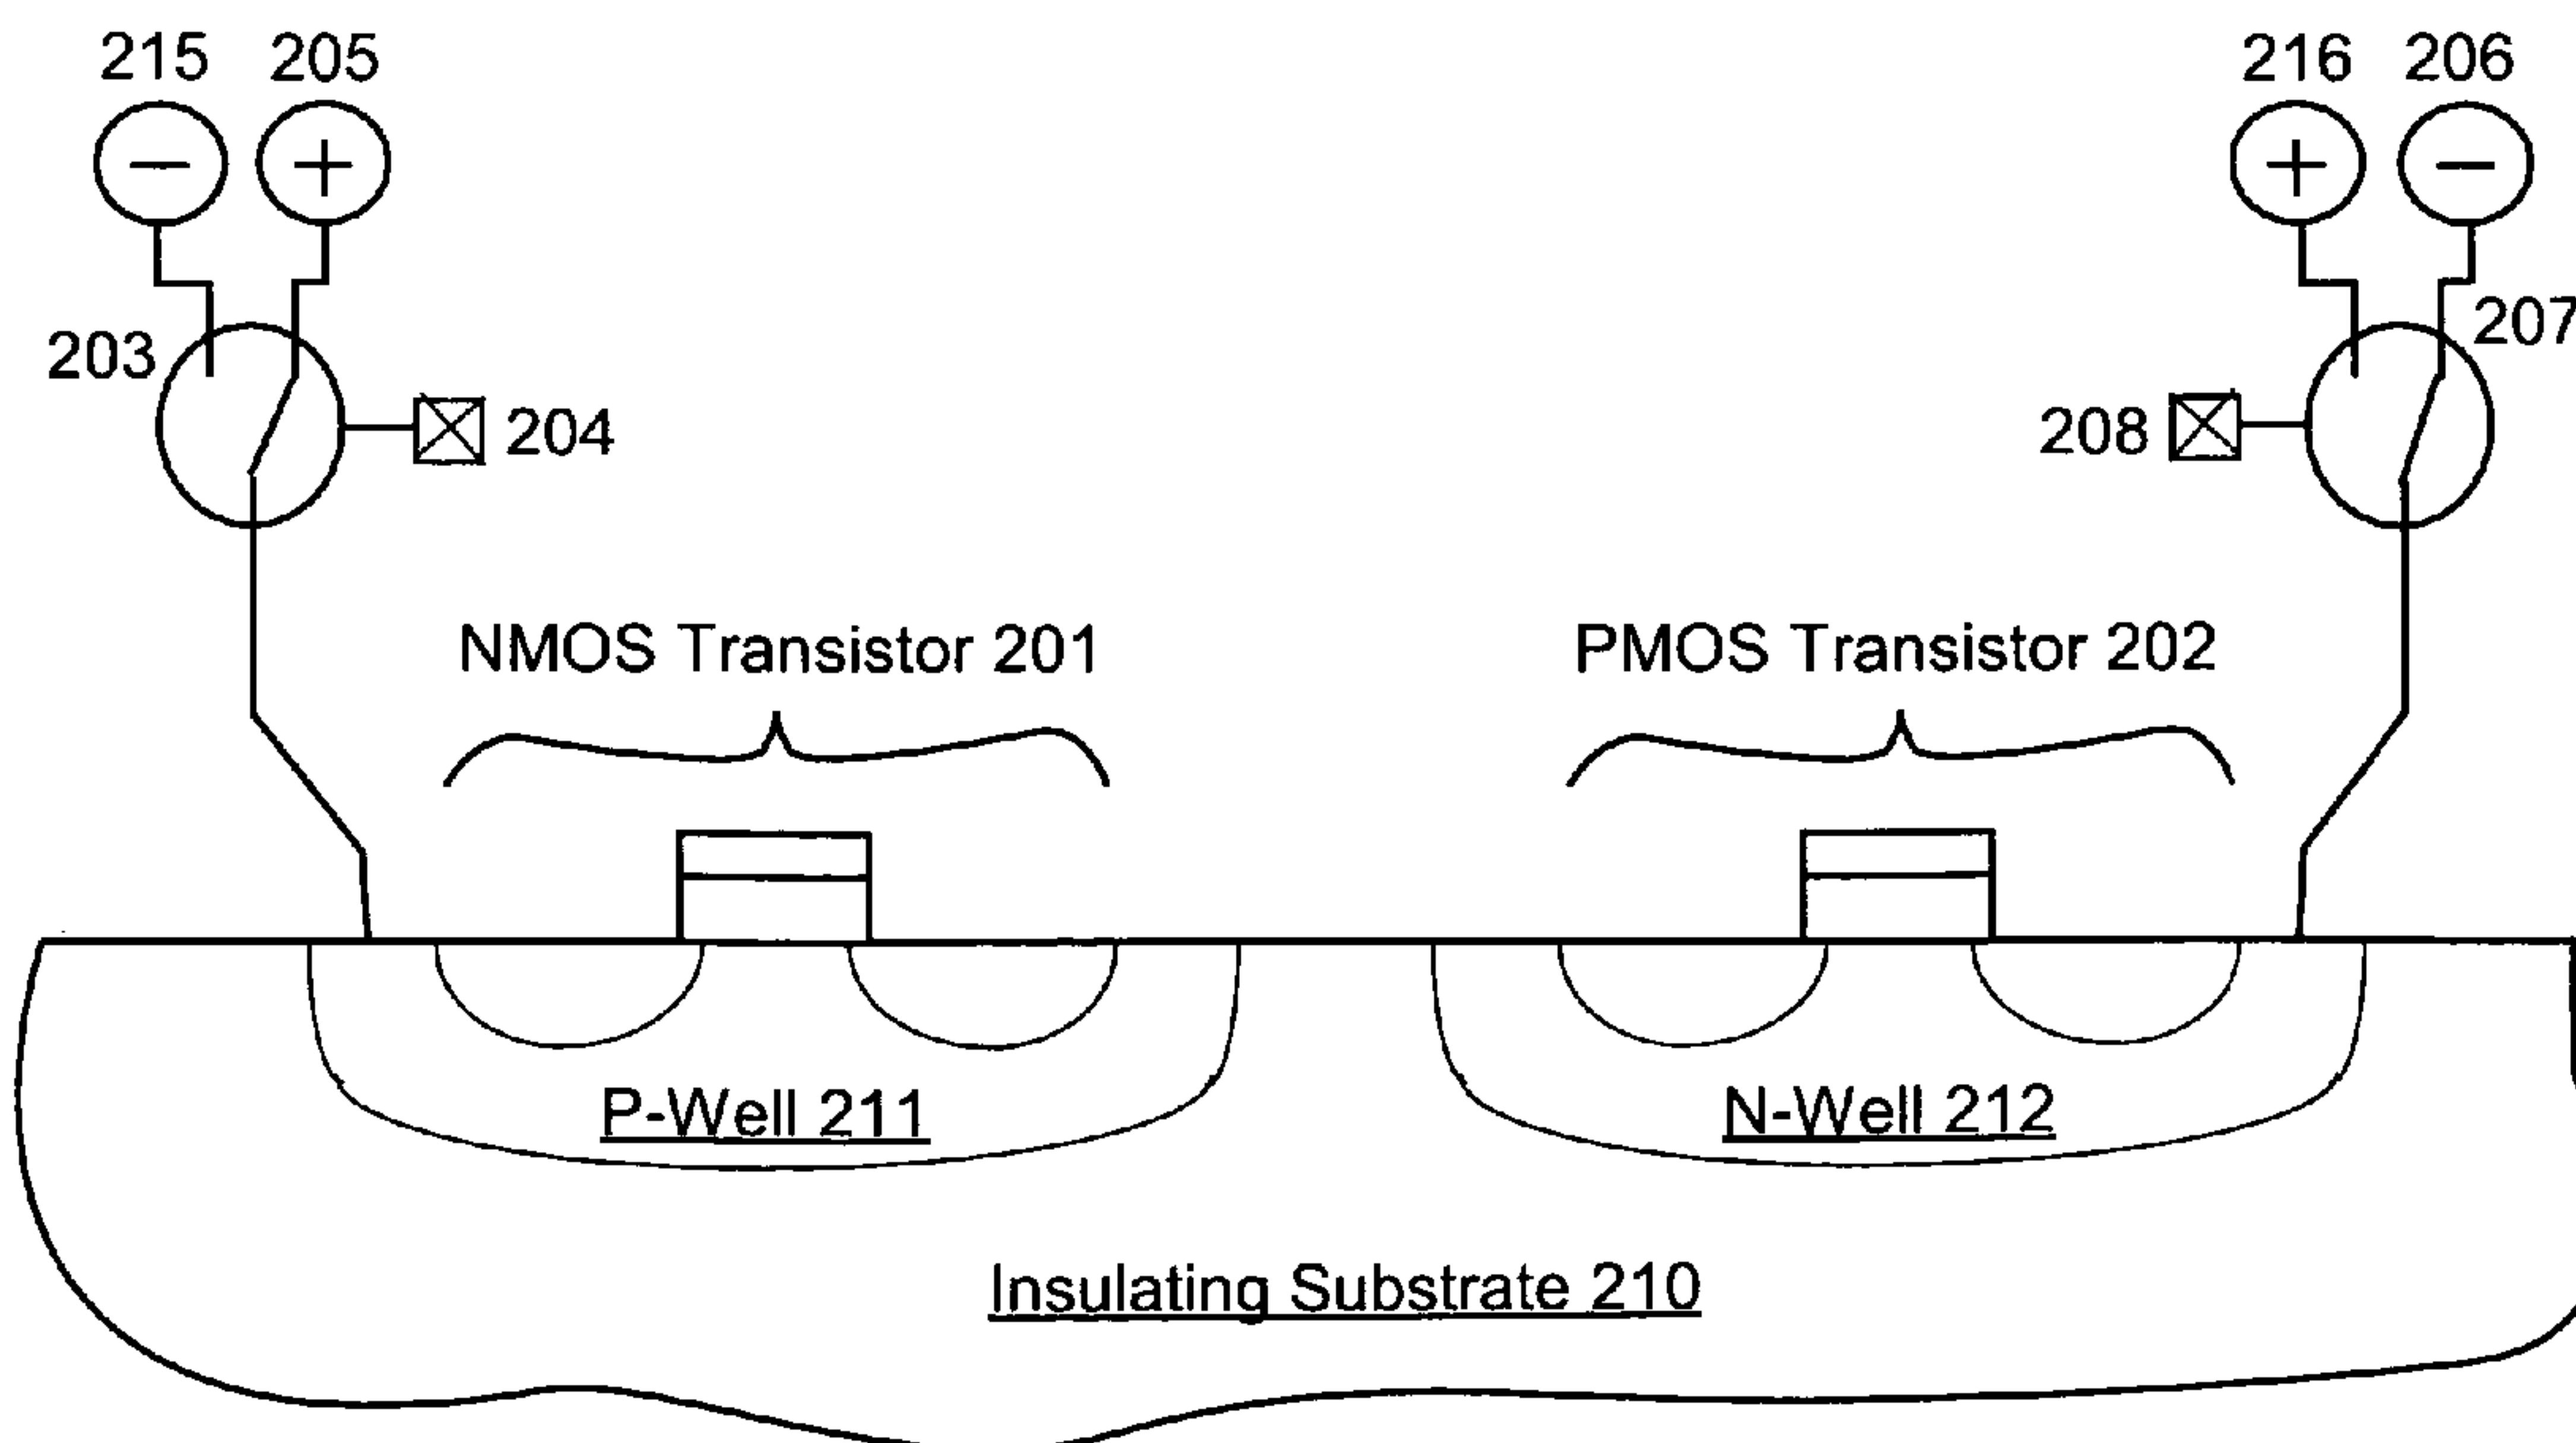 215 205 216 206
− + + −
203 207
204 208
NMOS Transistor 201 PMOS Transistor 202
P-Well 211 N-Well 212
Insulating Substrate 210